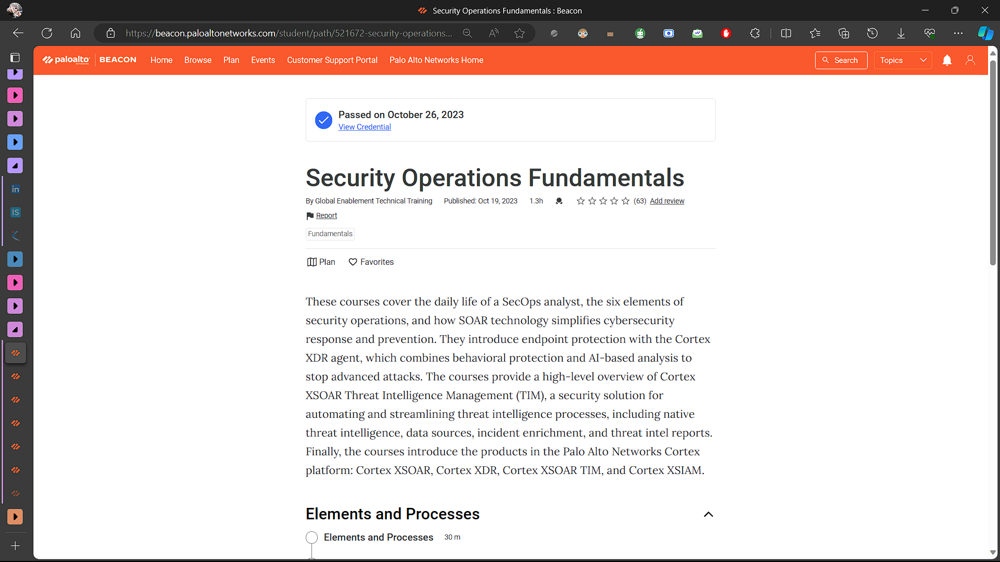 Security Operations Fundamentals : Beacon
https://beacon.paloaltonetworks.com/student/path/521672-security-operations...
paloalto NETWORKS BEACON Home Browse Plan Events Customer Support Portal Palo Alto Networks Home Search Topics
Passed on October 26, 2023
View Credential
Security Operations Fundamentals
By Global Enablement Technical Training Published: Oct 19, 2023 1.3h (63) Add review
Report
Fundamentals
Plan Favorites
These courses cover the daily life of a SecOps analyst, the six elements of
security operations, and how SOAR technology simplifies cybersecurity
response and prevention. They introduce endpoint protection with the Cortex
XDR agent, which combines behavioral protection and AI-based analysis to
stop advanced attacks. The courses provide a high-level overview of Cortex
XSOAR Threat Intelligence Management (TIM), a security solution for
automating and streamlining threat intelligence processes, including native
threat intelligence, data sources, incident enrichment, and threat intel reports.
Finally, the courses introduce the products in the Palo Alto Networks Cortex
platform: Cortex XSOAR, Cortex XDR, Cortex XSOAR TIM, and Cortex XSIAM.
Elements and Processes
Elements and Processes 30 m
in
IS